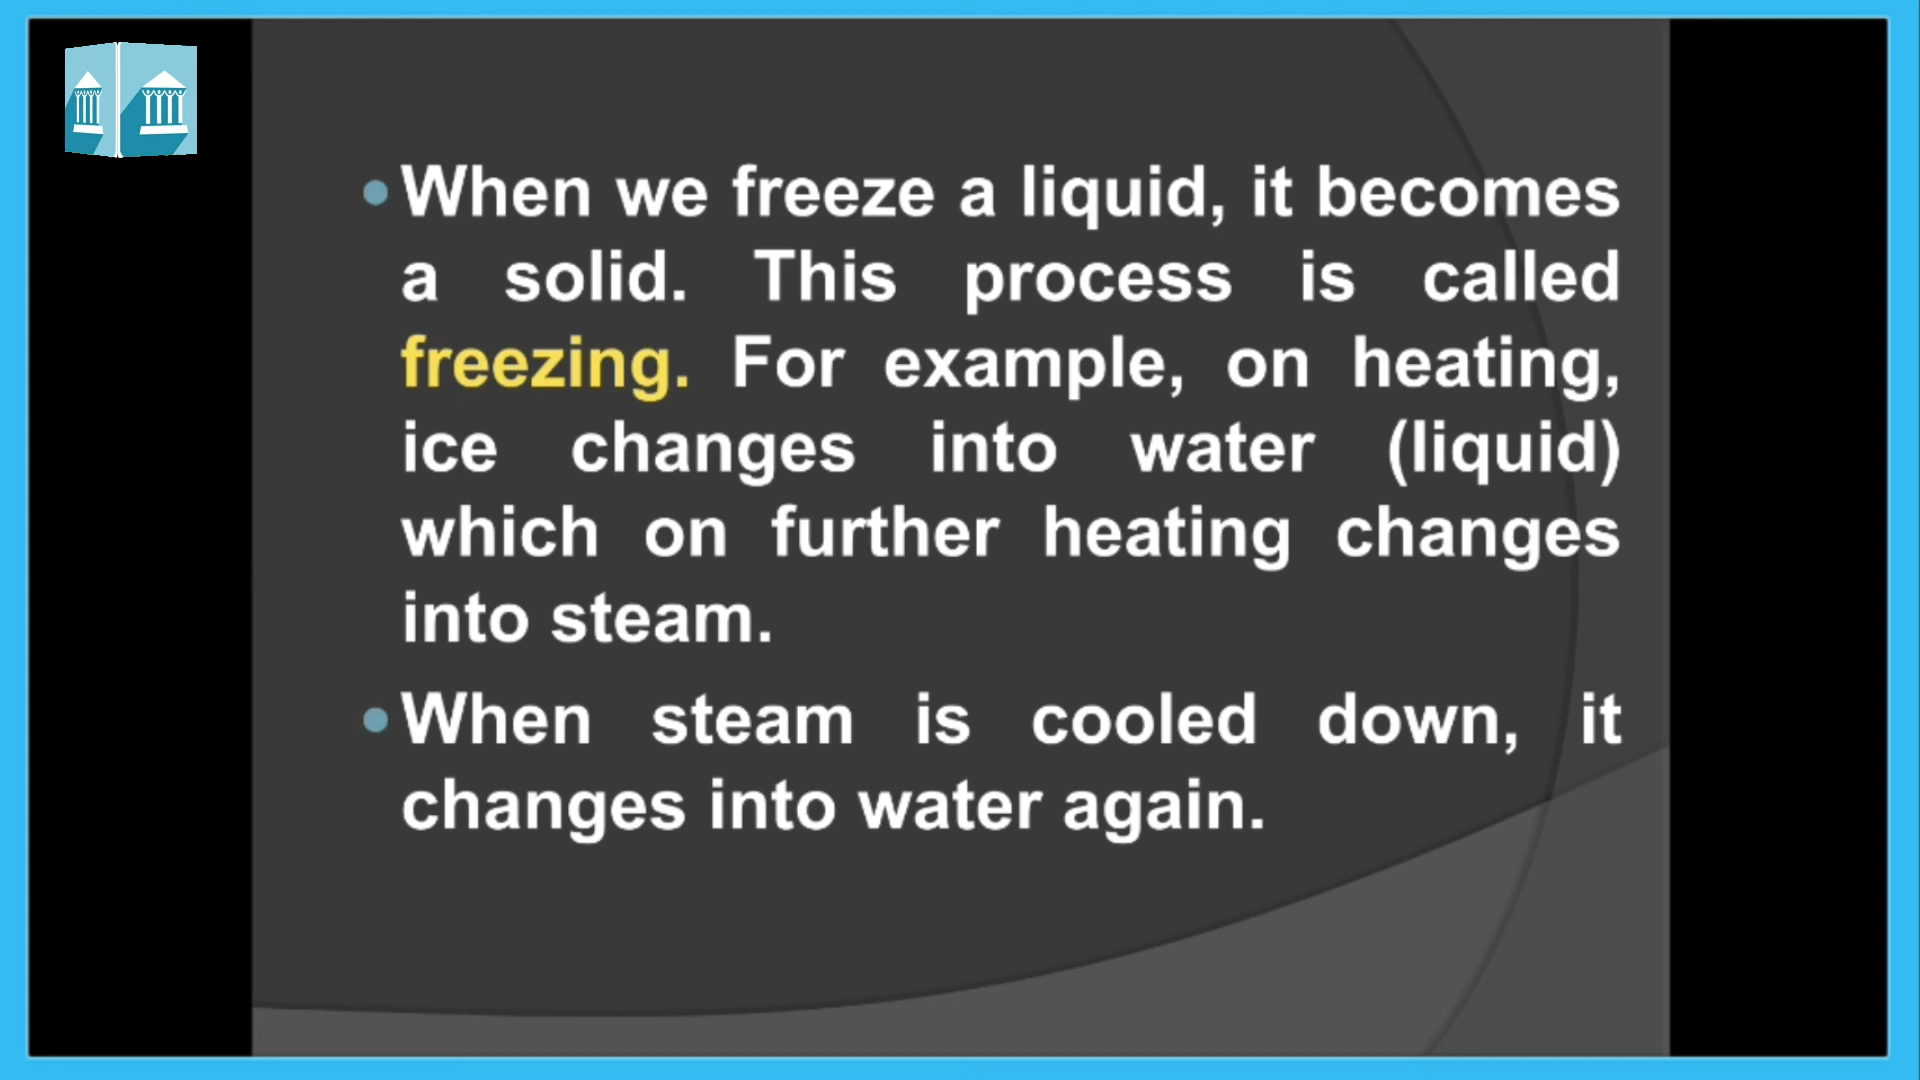 When we freeze a liquid, it becomes
a solid. This process is called
freezing. For example, on heating,
ice changes into water (liquid)
which on further heating changes
into steam.
When steam is cooled down, it
changes into water again.